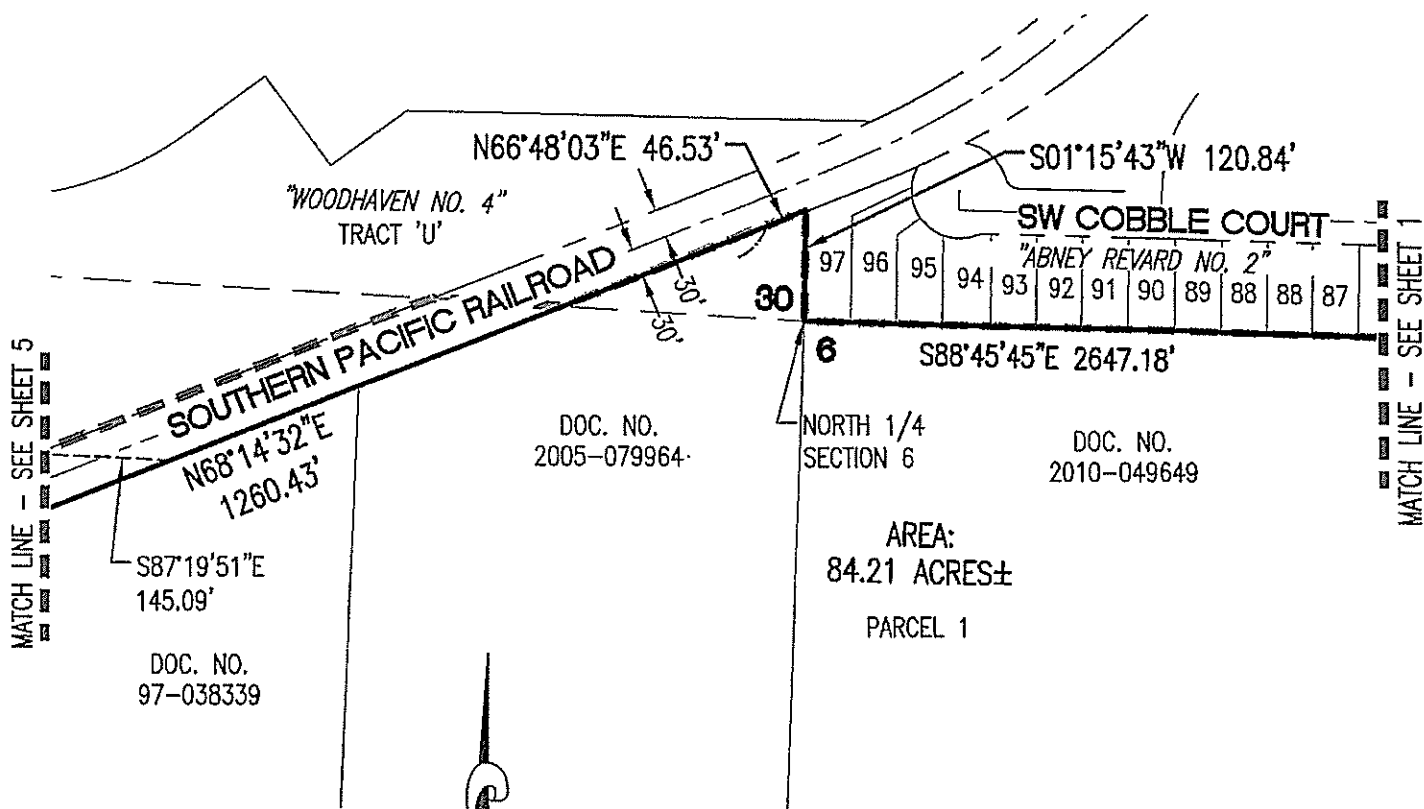 N66°48'03"E 46.53'
S01°15'43"W 120.84'
"WOODHAVEN NO. 4"
TRACT 'U'
SW COBBLE COURT
"ABNEY REVARD NO. 2"
97 96 95 94 93 92 91 90 89 88 88 87
SOUTHERN PACIFIC RAILROAD
30'
30'
30
6
S88°45'45"E 2647.18'
MATCH LINE - SEE SHEET 5
MATCH LINE - SEE SHEET 1
N68°14'32"E
1260.43'
DOC. NO.
2005-079964
NORTH 1/4
SECTION 6
DOC. NO.
2010-049649
S87°19'51"E
145.09'
AREA:
84.21 ACRES±
PARCEL 1
DOC. NO.
97-038339